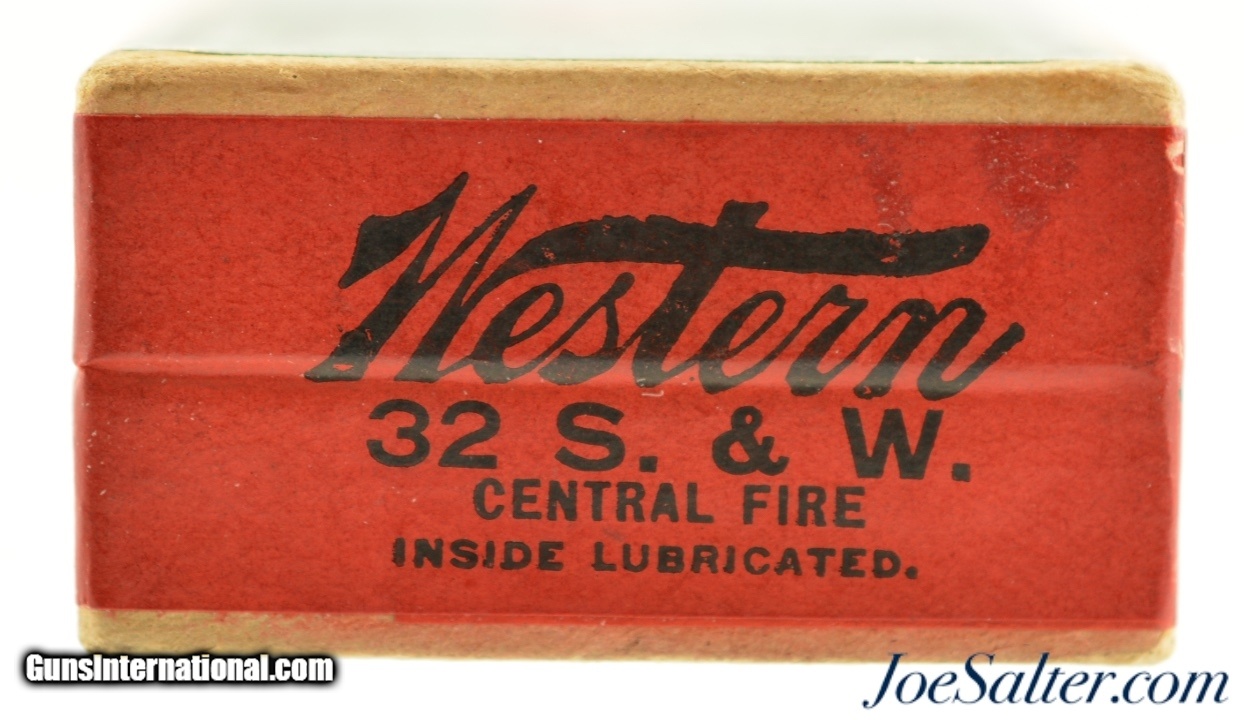 Western
32 S. & W.
CENTRAL FIRE
INSIDE LUBRICATED.
GunsInternational.com
JoeSalter.com